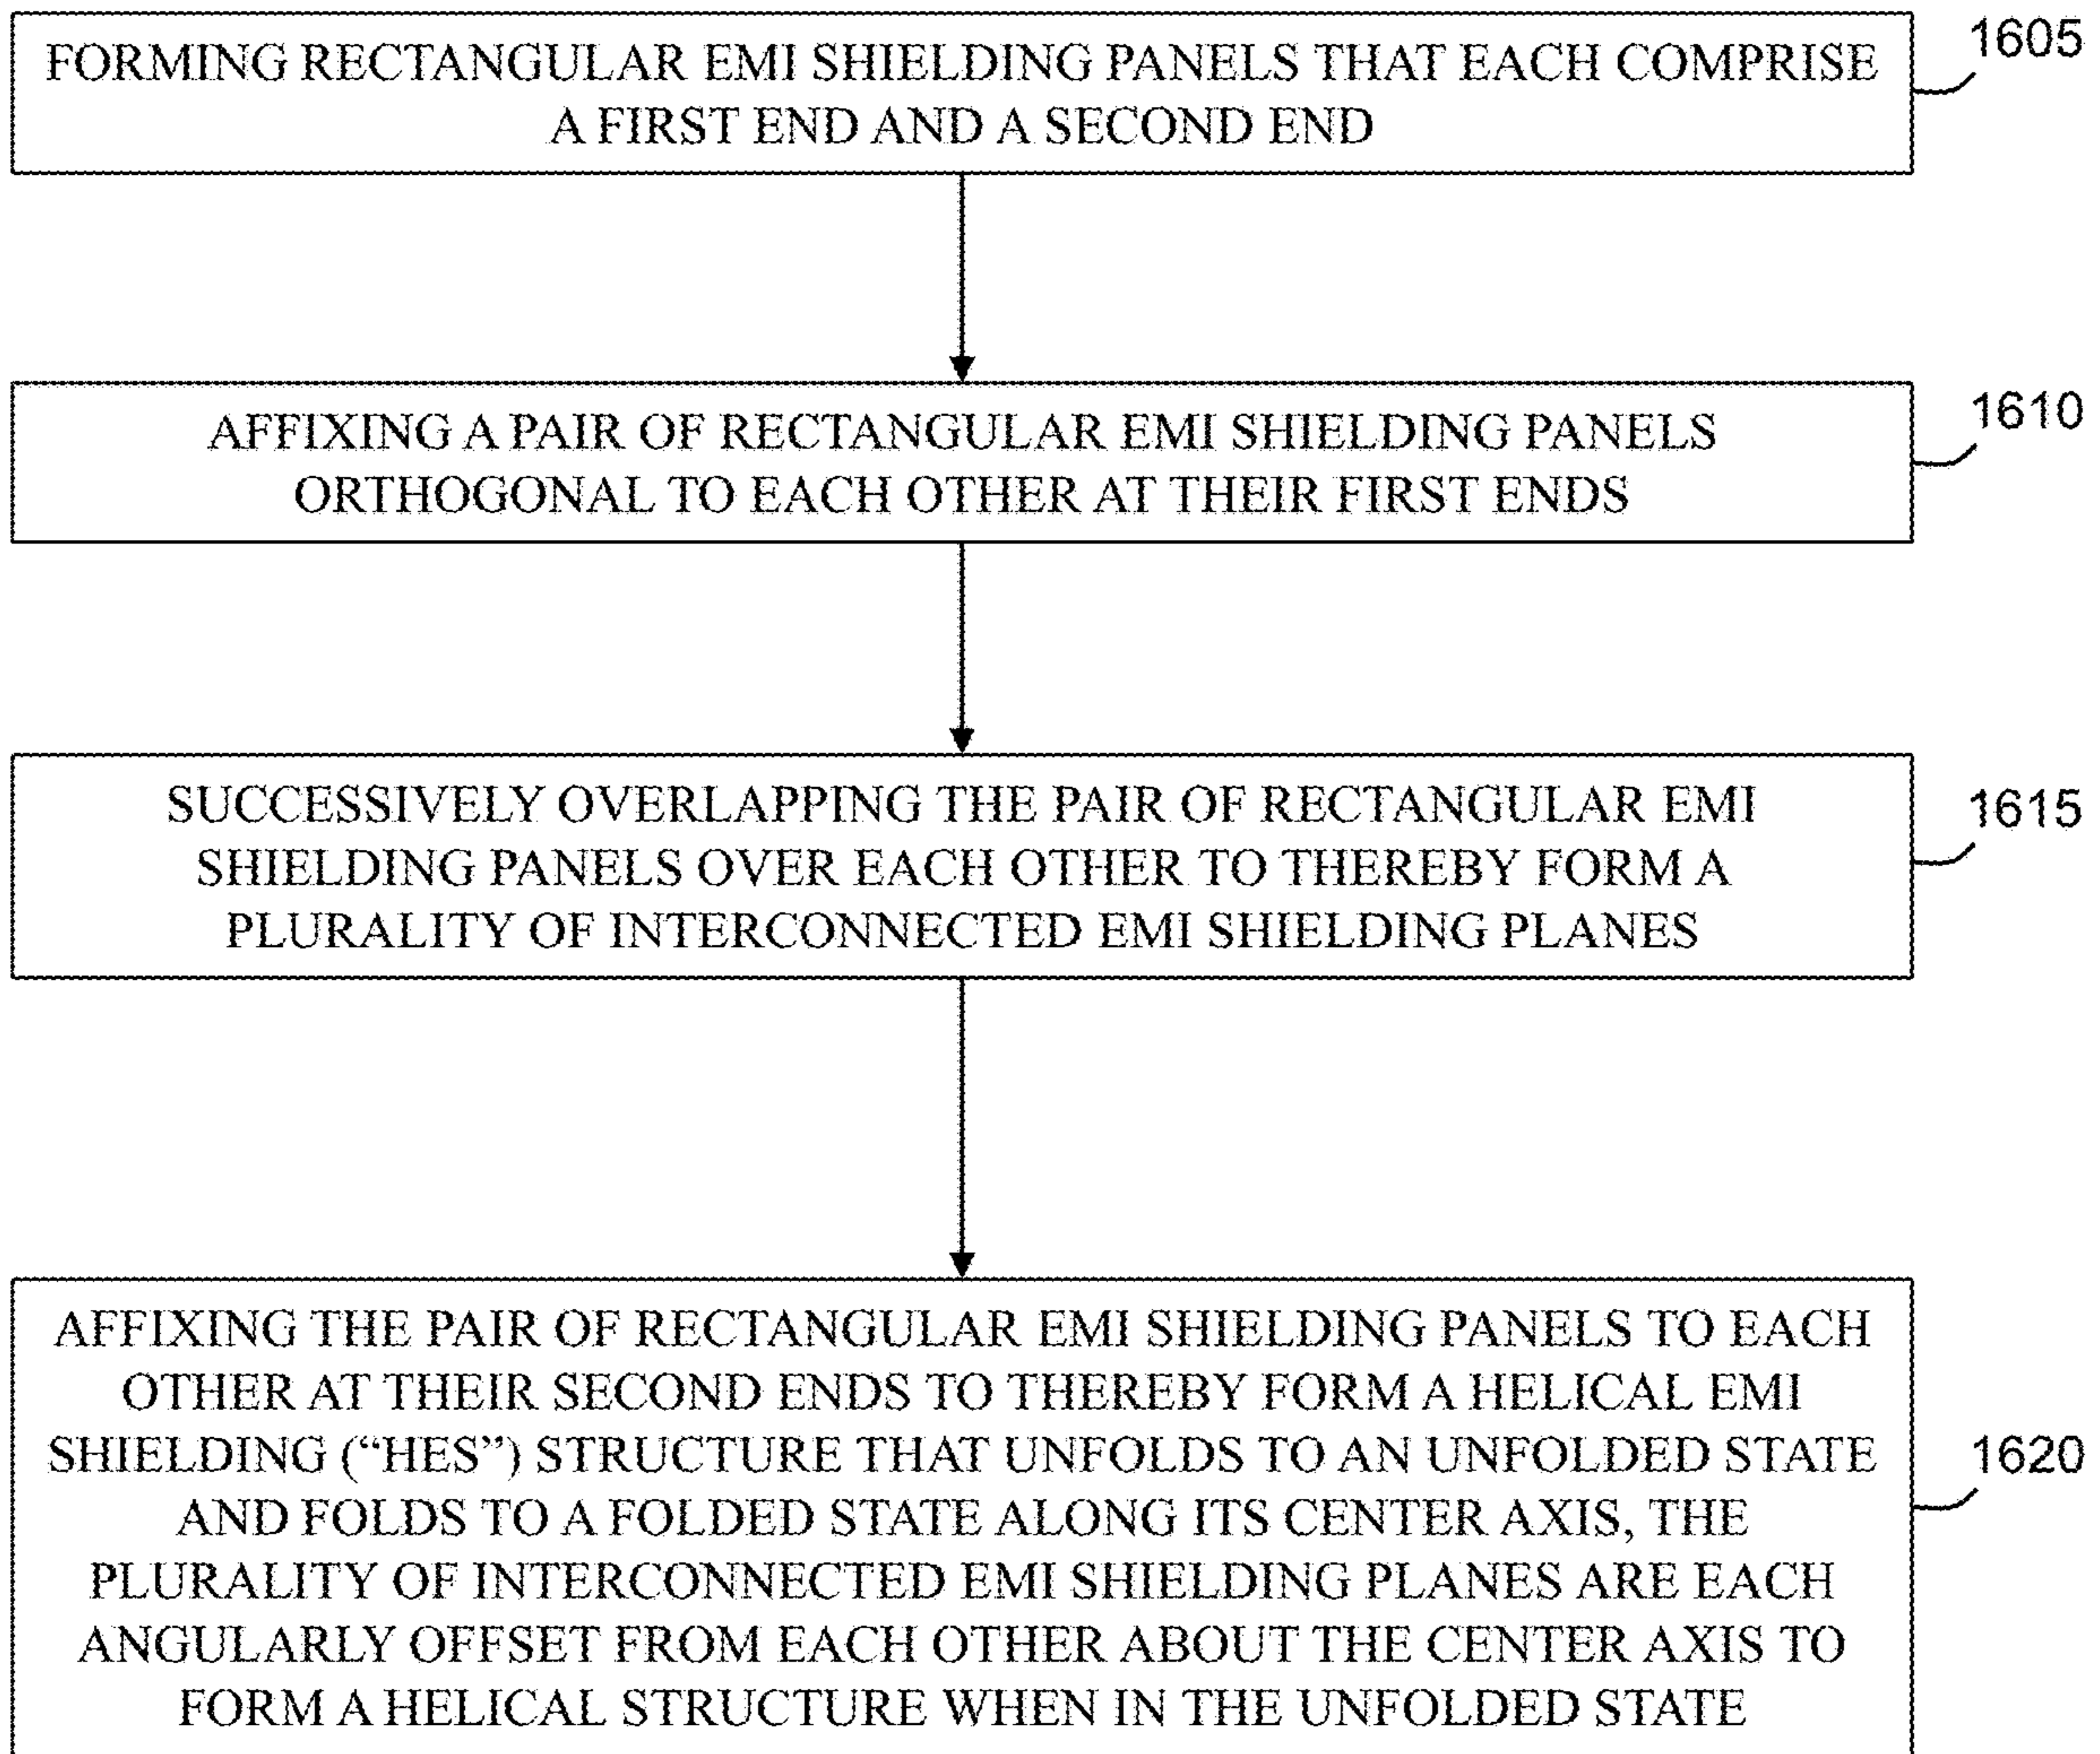 FORMING RECTANGULAR EMI SHIELDING PANELS THAT EACH COMPRISE
A FIRST END AND A SECOND END
1605
AFFIXING A PAIR OF RECTANGULAR EMI SHIELDING PANELS
ORTHOGONAL TO EACH OTHER AT THEIR FIRST ENDS
1610
SUCCESSIVELY OVERLAPPING THE PAIR OF RECTANGULAR EMI
SHIELDING PANELS OVER EACH OTHER TO THEREBY FORM A
PLURALITY OF INTERCONNECTED EMI SHIELDING PLANES
1615
AFFIXING THE PAIR OF RECTANGULAR EMI SHIELDING PANELS TO EACH
OTHER AT THEIR SECOND ENDS TO THEREBY FORM A HELICAL EMI
SHIELDING (“HES”) STRUCTURE THAT UNFOLDS TO AN UNFOLDED STATE
AND FOLDS TO A FOLDED STATE ALONG ITS CENTER AXIS, THE
PLURALITY OF INTERCONNECTED EMI SHIELDING PLANES ARE EACH
ANGULARLY OFFSET FROM EACH OTHER ABOUT THE CENTER AXIS TO
FORM A HELICAL STRUCTURE WHEN IN THE UNFOLDED STATE
1620